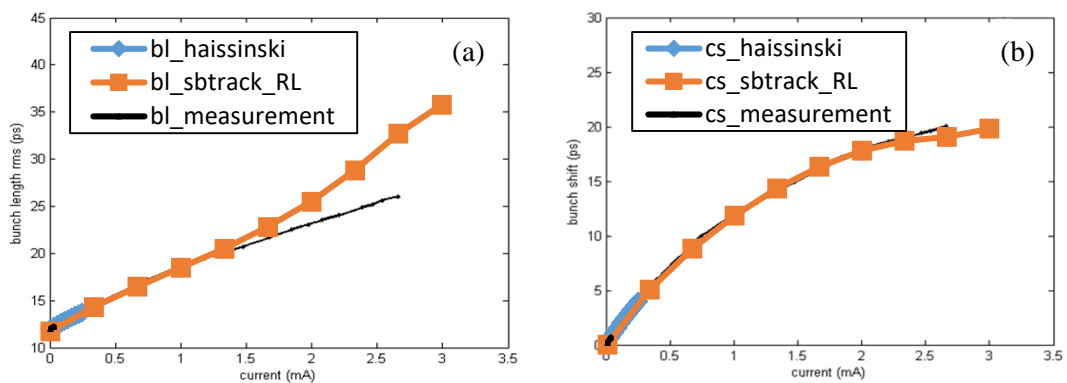 45
40
35
30
25
20
15
10
bunch length rms (ps)
bl_haissinski
bl_sbtrack_RL
bl_measurement
(a)
0 0.5 1 1.5 2 2.5 3 3.5
current (mA)
30
25
20
15
10
5
0
bunch shift (ps)
cs_haissinski
cs_sbtrack_RL
cs_measurement
(b)
0 0.5 1 1.5 2 2.5 3 3.5
current (mA)